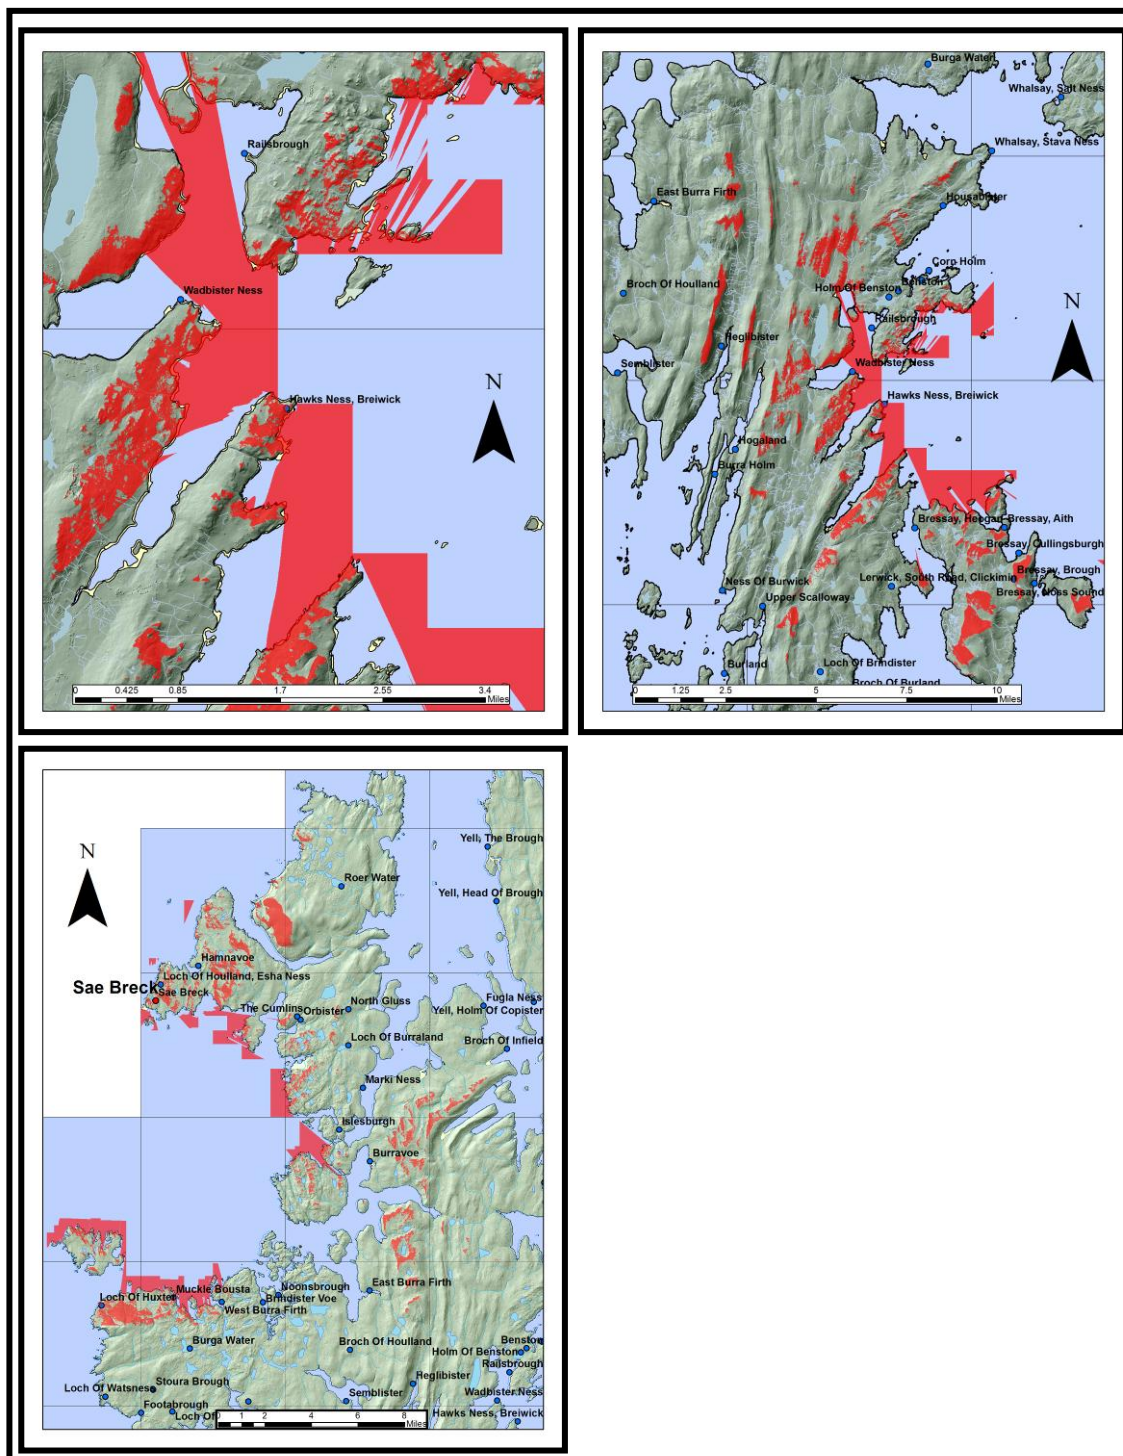 Railsbrough
Wadbister Ness
N
Hawks Ness, Breiwick
0 0.425 0.85 1.7 2.55 3.4
Miles
Burga Water
Whalsay, Salt Ness
Whalsay, Stava Ness
East Burra Firth
Housabister
Corn Holm
Broch Of Houlland
Benston
Holm Of Benston
N
Railsbrough
Heglibister
Semblister
Wadbister Ness
Hawks Ness, Breiwick
Hogaland
Burra Holm
Bressay, Heogan
Bressay, Aith
Bressay, Cullingsburgh
Bressay, Brough
Ness Of Burwick
Lerwick, South Road, Clickimin
Bressay, Noss Sound
Upper Scalloway
Burland
Loch Of Brindister
Broch Of Burland
0 1.25 2.5 5 7.5 10
Miles
Yell, The Brough
N
Roer Water
Yell, Head Of Brough
Hamnavoe
Loch Of Houlland, Esha Ness
Sae Breck
Sae Breck
The Cumlins
Orbister
North Gluss
Fugla Ness
Yell, Holm Of Copister
Loch Of Burraland
Broch Of Infield
Marki Ness
Islesburgh
Burravoe
East Burra Firth
Noonsbrough
Muckle Bousta
Loch Of Huxter
Brindister Voe
West Burra Firth
Burga Water
Broch Of Houlland
Benston
Holm Of Benston
Railsbrough
Heglibister
Stoura Brough
Loch Of Watsness
Semblister
Wadbister Ness
Footabrough
Loch Of
Hawks Ness, Breiwick
0 1 2 4 6 8
Miles